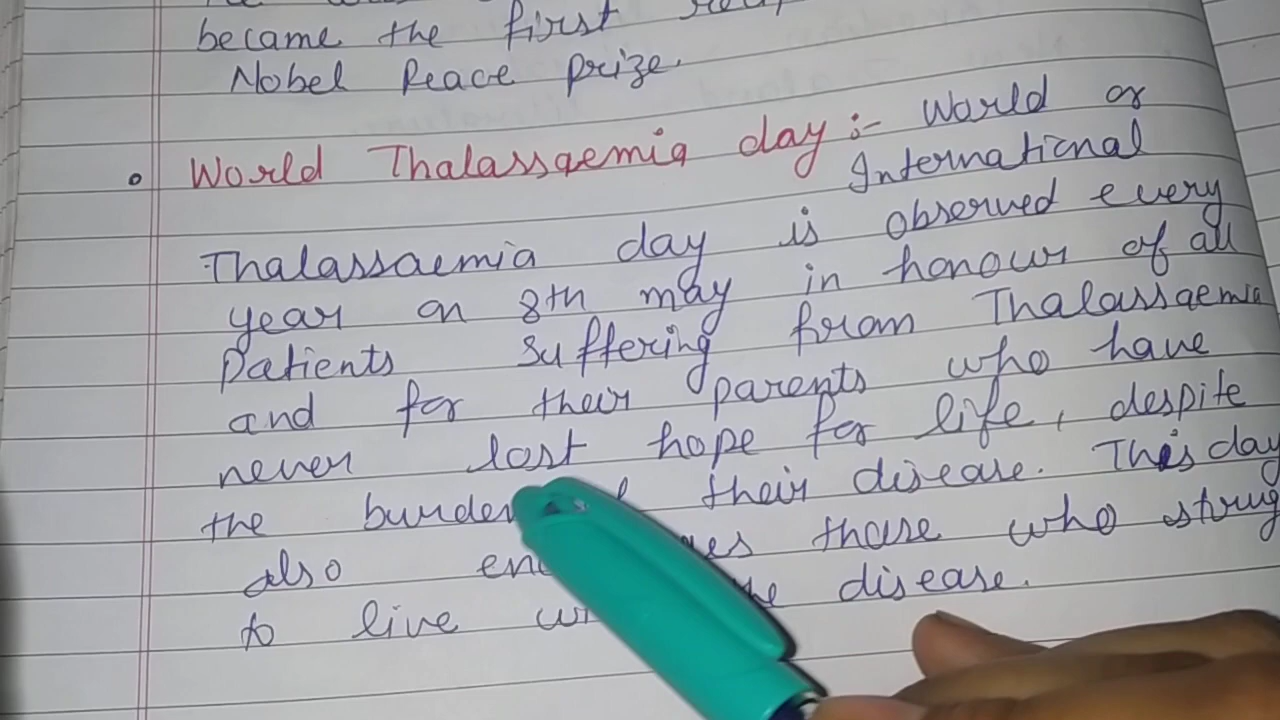 became the first
Nobel Peace prize.
World Thalassaemia day :- World or
International
Thalassaemia day is observed every
year on 8th may in honour of all
Patients suffering from Thalassaemia
and for their parents who have
never lost hope for life, despite
the burden their disease. This day
also those who
to live disease.